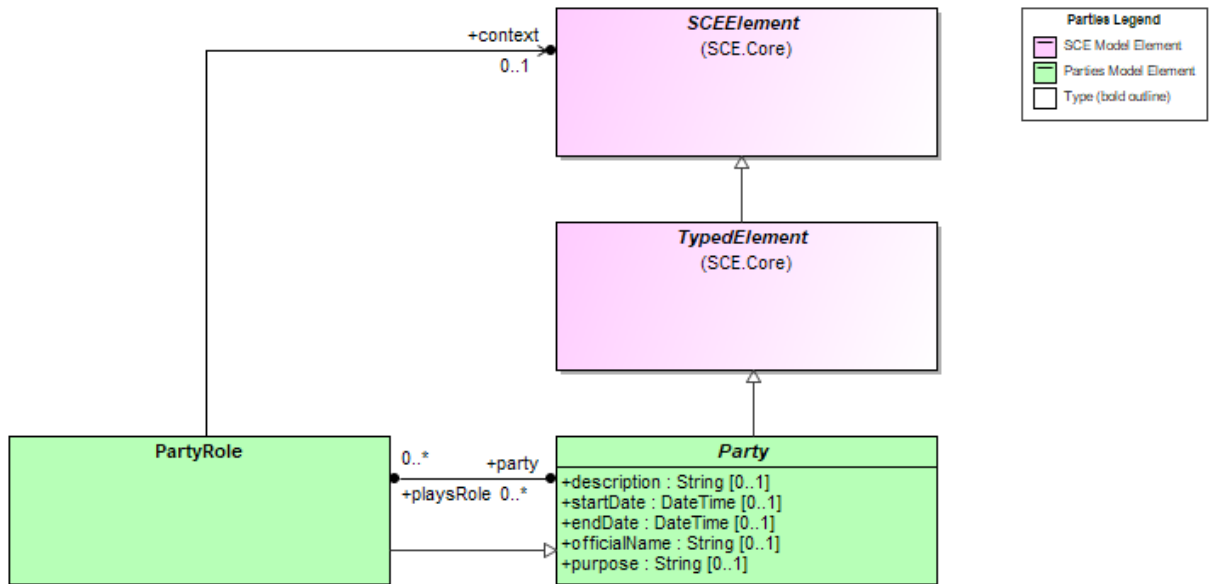 SCEElement
(SCE.Core)
+context
0..1
Parties Legend
SCE Model Element
Parties Model Element
Type (bold outline)
TypedElement
(SCE.Core)
PartyRole
0..*
+party
+playsRole 0..*
Party
+description : String [0..1]
+startDate : DateTime [0..1]
+endDate : DateTime [0..1]
+officialName : String [0..1]
+purpose : String [0..1]